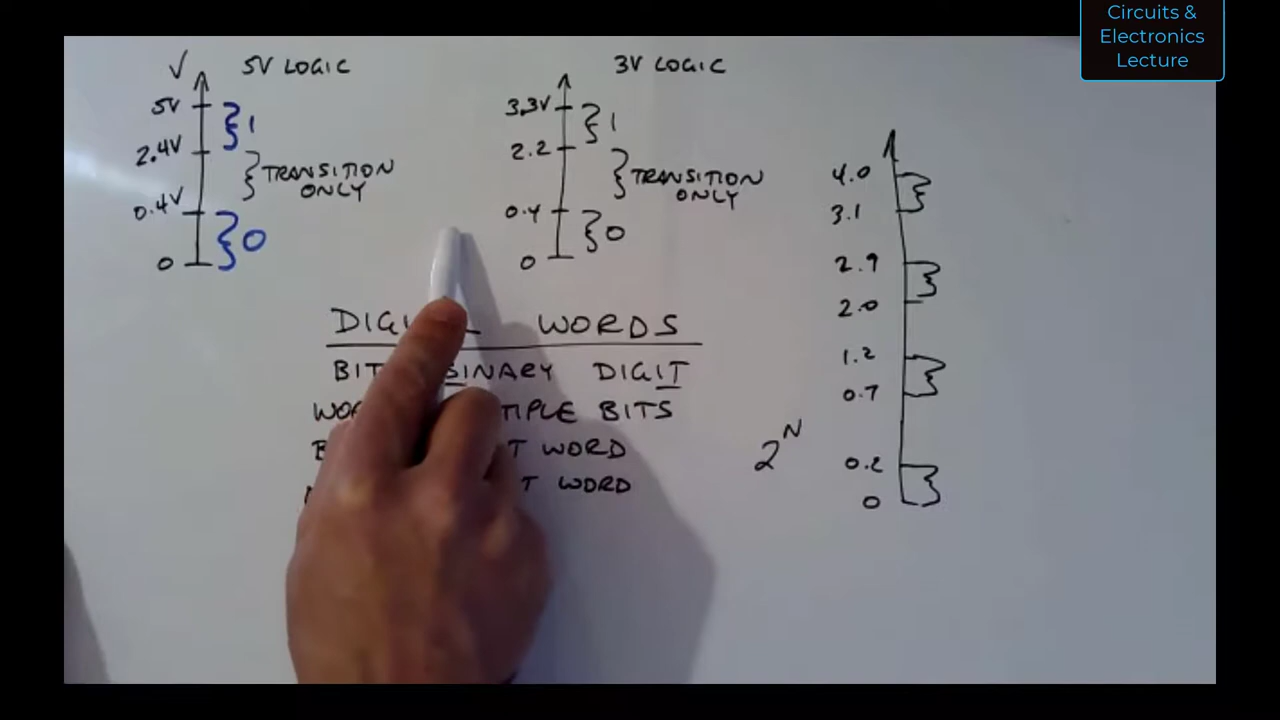 Circuits &
Electronics
Lecture
V
5V LOGIC
5V
1
2.4V
TRANSITION
ONLY
0.4V
0
0
3V LOGIC
3.3V
1
2.2
TRANSITION
ONLY
0.4
0
0
4.0
3.1
2.9
2.0
1.2
0.7
0.2
0
2^N
WORDS
BIT BINARY DIGIT
BITS
WORD
WORD